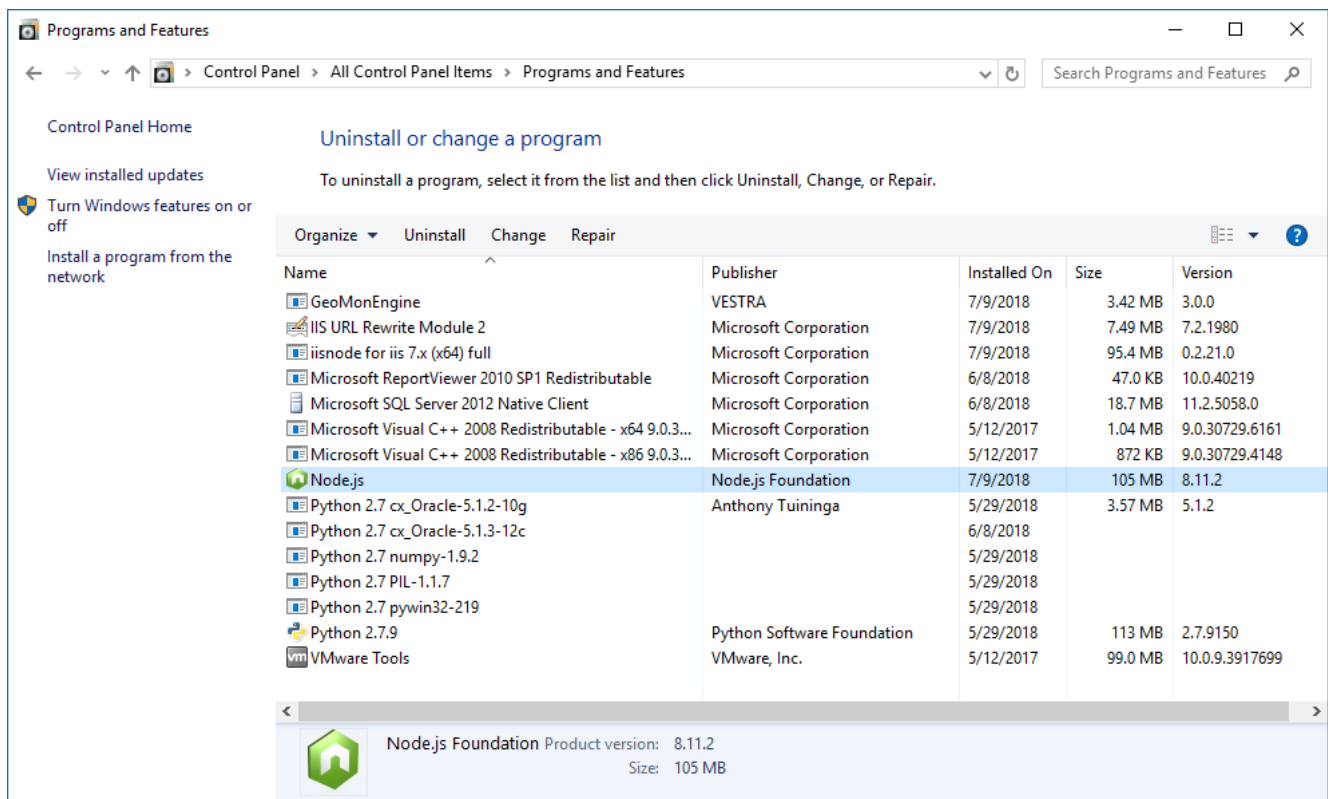 Programs and Features
Control Panel > All Control Panel Items > Programs and Features
Search Programs and Features
Control Panel Home
View installed updates
Turn Windows features on or
off
Install a program from the
network
Uninstall or change a program
To uninstall a program, select it from the list and then click Uninstall, Change, or Repair.
Organize Uninstall Change Repair ?
Name Publisher Installed On Size Version
GeoMonEngine VESTRA 7/9/2018 3.42 MB 3.0.0
IIS URL Rewrite Module 2 Microsoft Corporation 7/9/2018 7.49 MB 7.2.1980
iisnode for iis 7.x (x64) full Microsoft Corporation 7/9/2018 95.4 MB 0.2.21.0
Microsoft ReportViewer 2010 SP1 Redistributable Microsoft Corporation 6/8/2018 47.0 KB 10.0.40219
Microsoft SQL Server 2012 Native Client Microsoft Corporation 6/8/2018 18.7 MB 11.2.5058.0
Microsoft Visual C++ 2008 Redistributable - x64 9.0.3... Microsoft Corporation 5/12/2017 1.04 MB 9.0.30729.6161
Microsoft Visual C++ 2008 Redistributable - x86 9.0.3... Microsoft Corporation 5/12/2017 872 KB 9.0.30729.4148
Node.js Node.js Foundation 7/9/2018 105 MB 8.11.2
Python 2.7 cx_Oracle-5.1.2-10g Anthony Tuininga 5/29/2018 3.57 MB 5.1.2
Python 2.7 cx_Oracle-5.1.3-12c 6/8/2018
Python 2.7 numpy-1.9.2 5/29/2018
Python 2.7 PIL-1.1.7 5/29/2018
Python 2.7 pywin32-219 5/29/2018
Python 2.7.9 Python Software Foundation 5/29/2018 113 MB 2.7.9150
vm VMware Tools VMware, Inc. 5/12/2017 99.0 MB 10.0.9.3917699
Node.js Foundation Product version: 8.11.2
Size: 105 MB